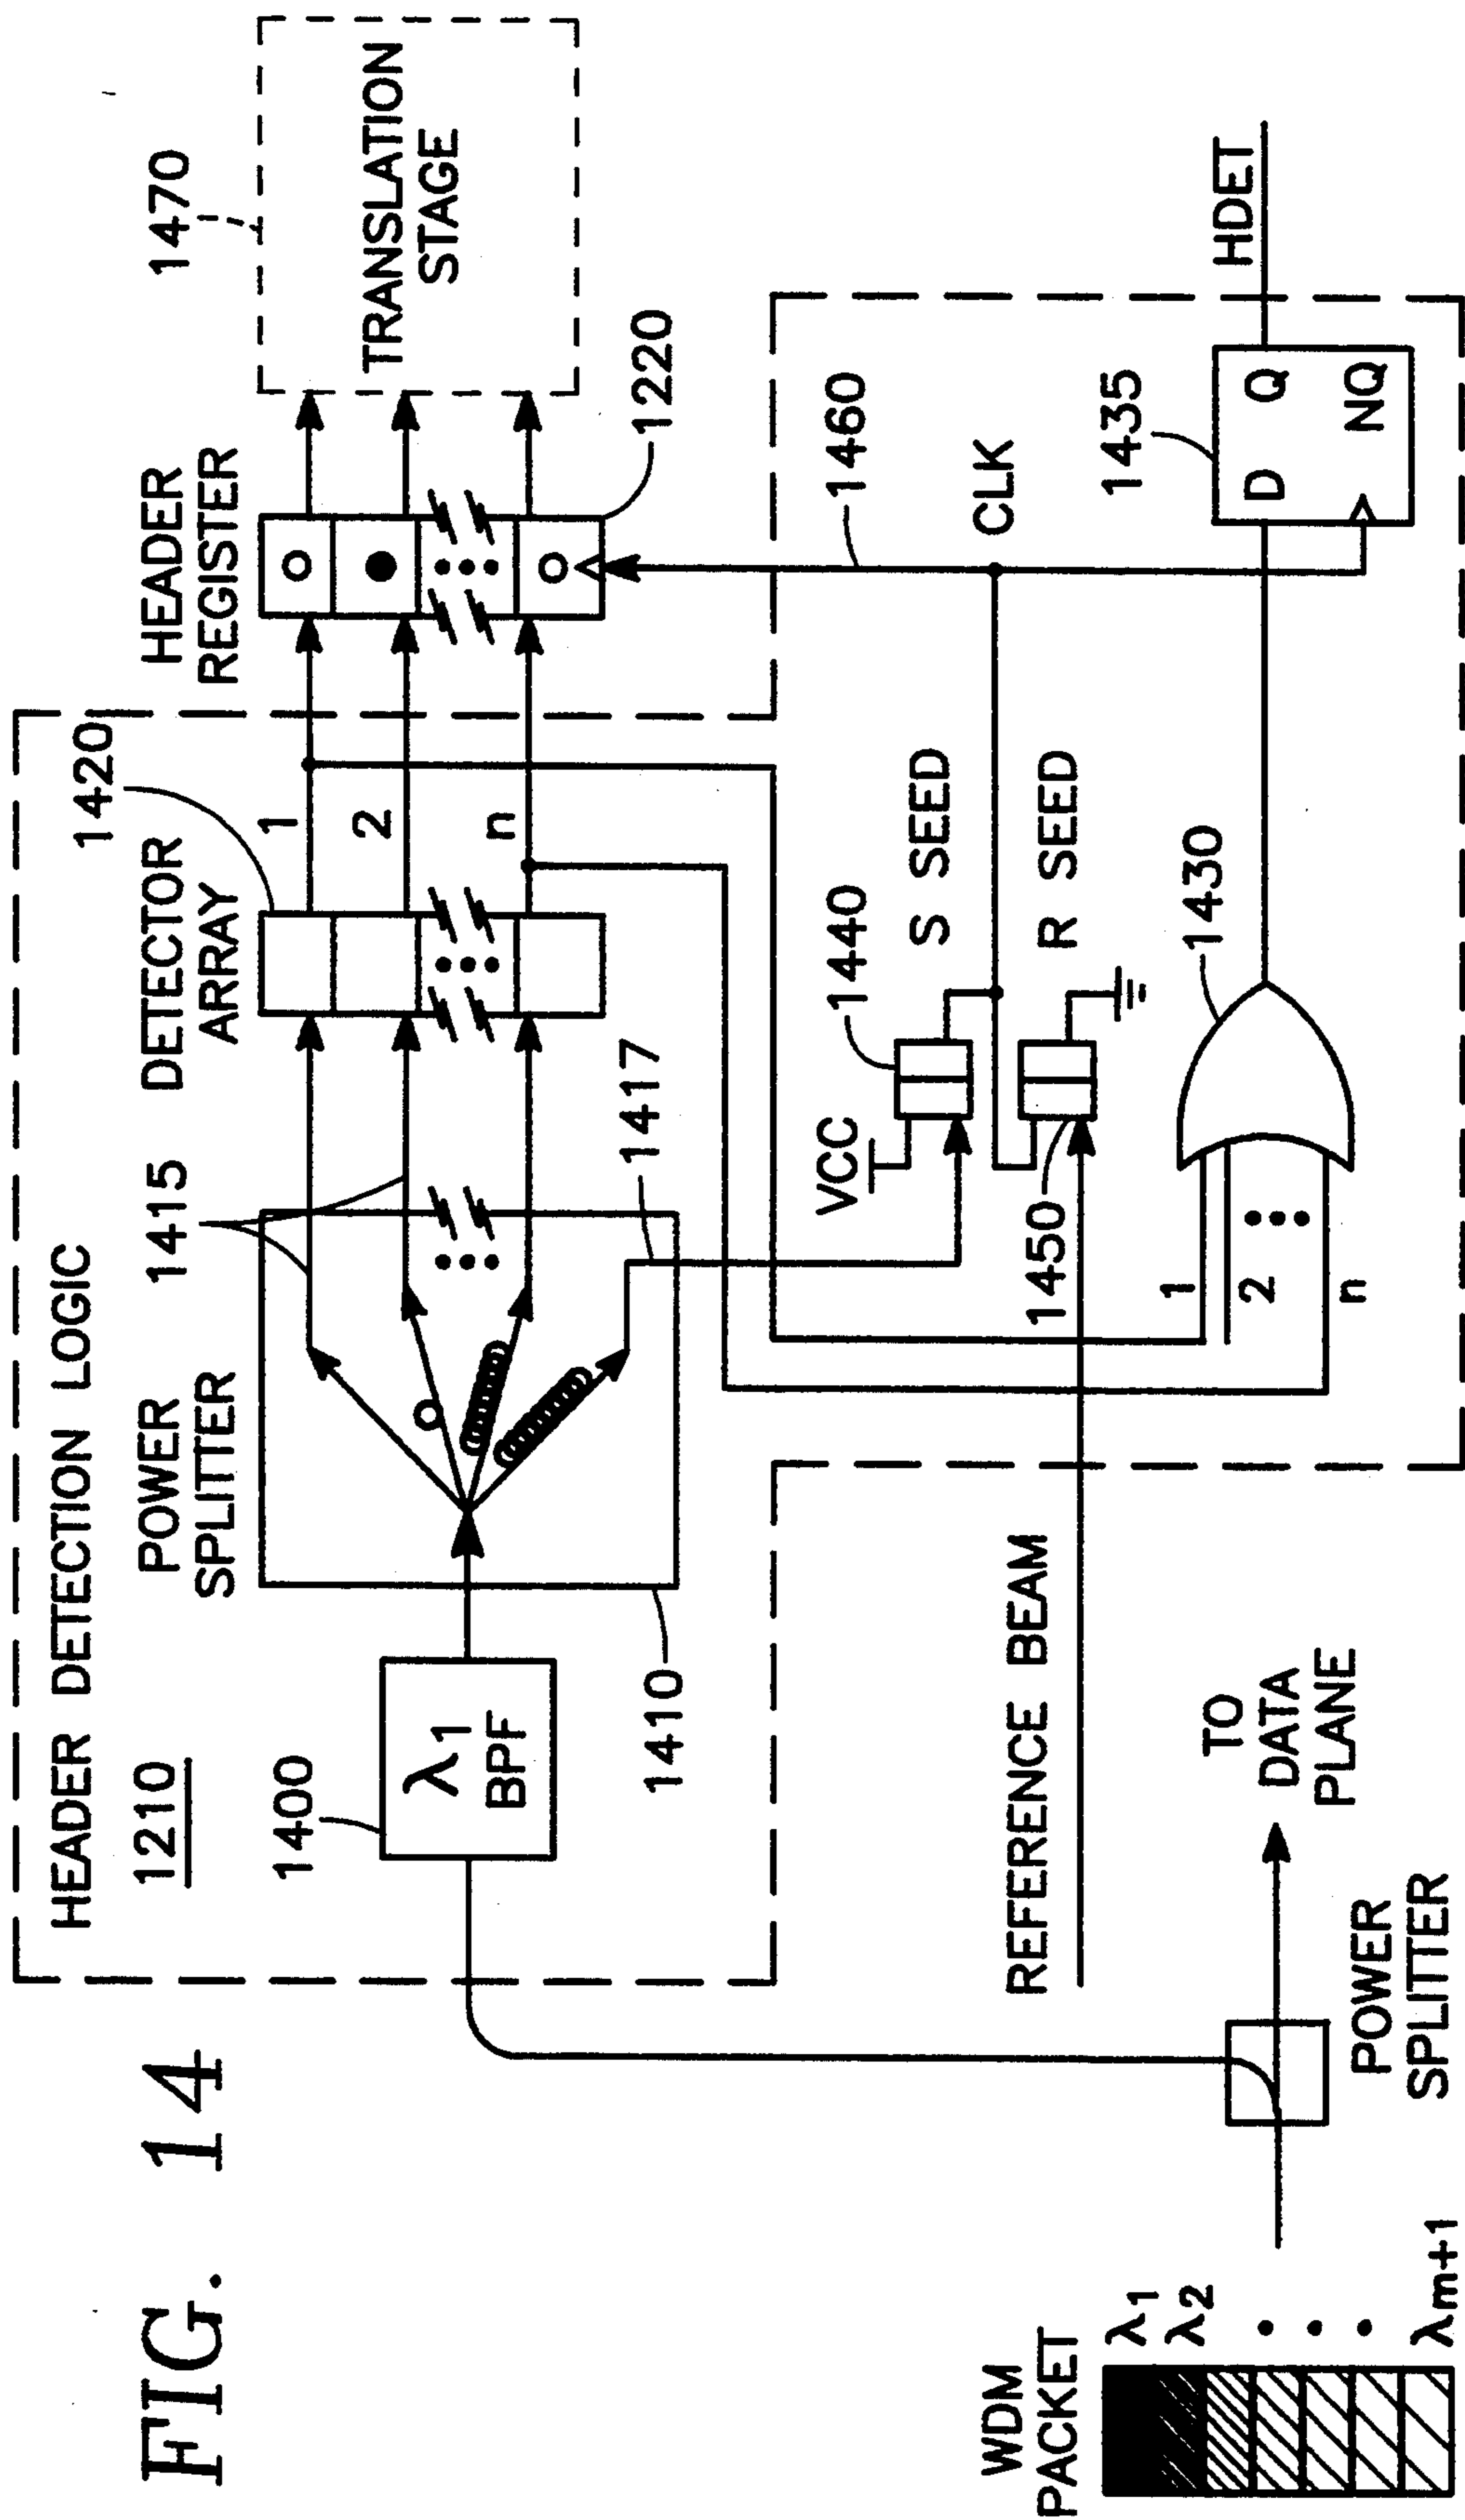 FIG. 14
HEADER DETECTION LOGIC
1210
1400
λ1
BPF
POWER
SPLITTER
1410
1415
1417
DETECTOR
ARRAY
1420
1
2
n
HEADER
REGISTER
1220
1470
TRANSLATION
STAGE
1460
CLK
VCC
1440
S SEED
1450
R SEED
REFERENCE BEAM
1
2
n
1430
1435
D
Q
NQ
HDET
WDM
PACKET
λ1
λ2
λm+1
POWER
SPLITTER
TO
DATA
PLANE